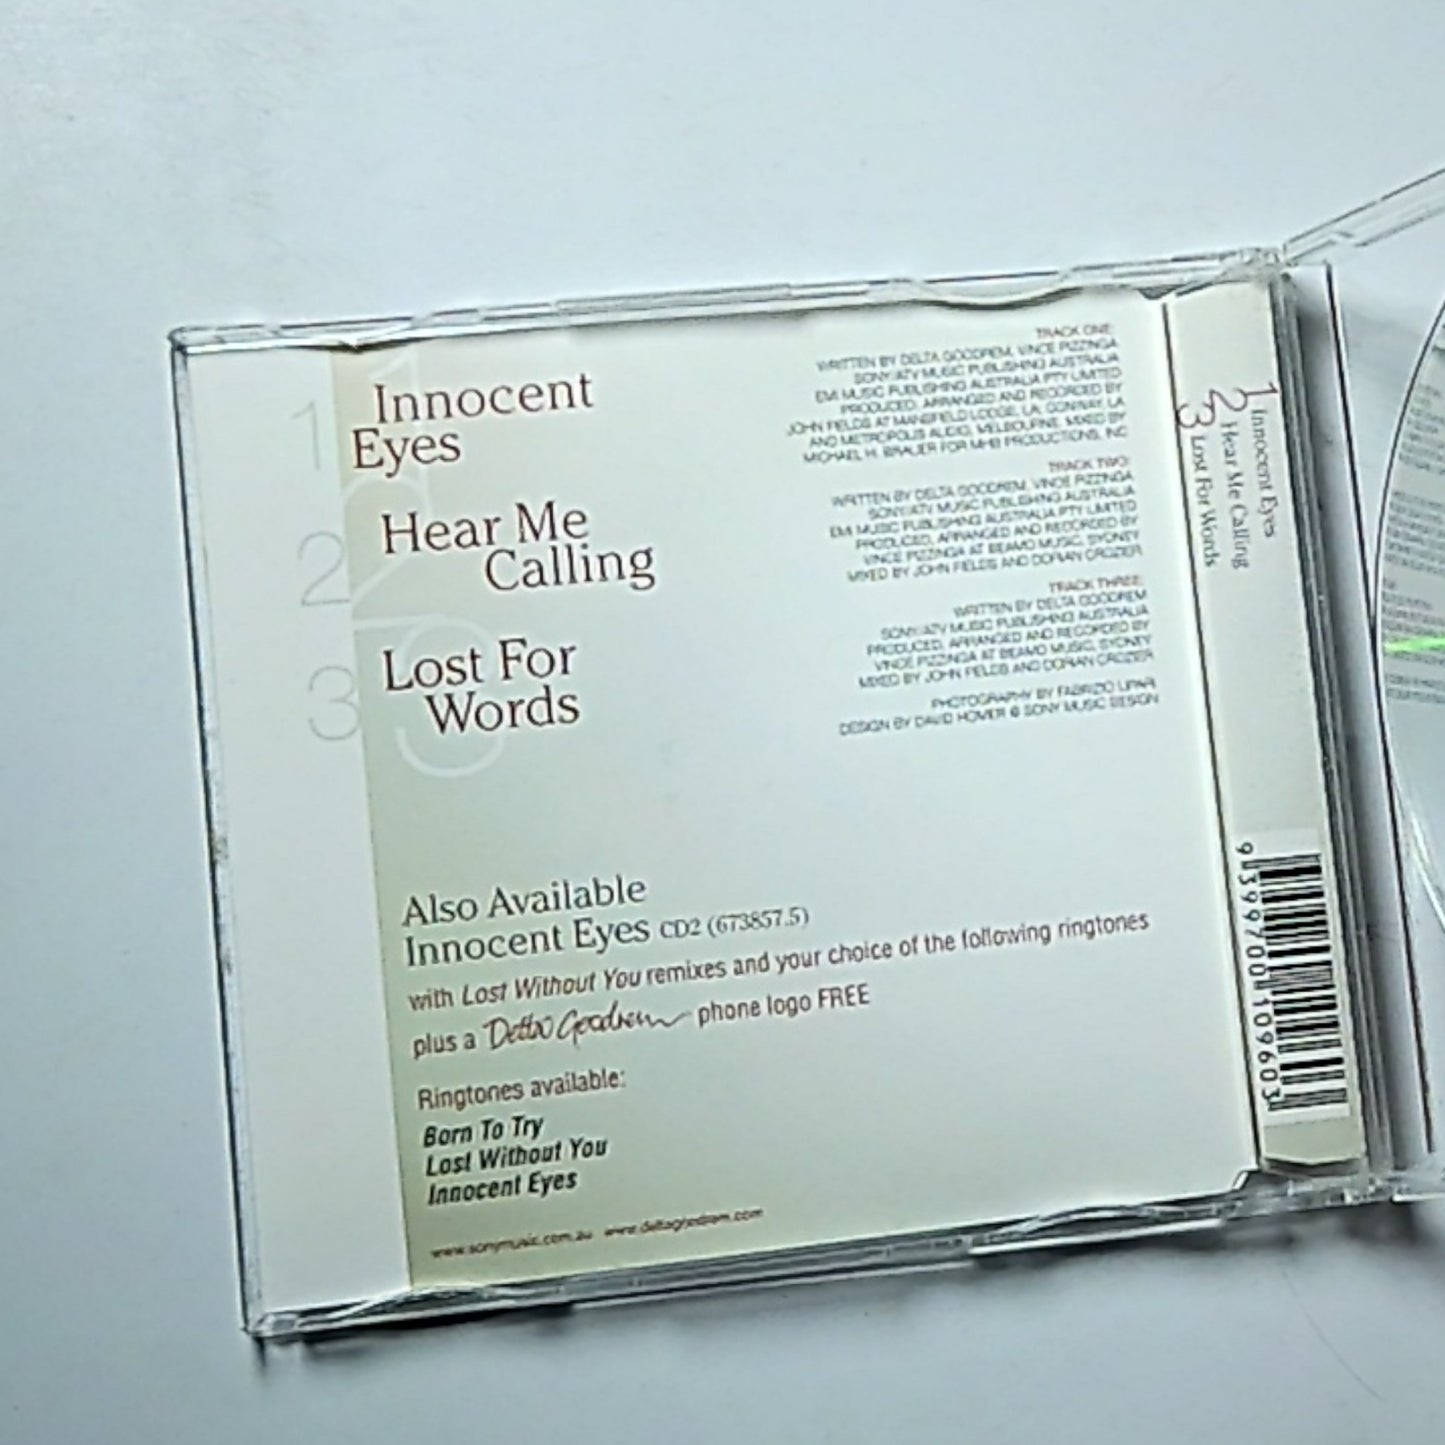 1
Innocent
Eyes
2
Hear Me
Calling
3
Lost For
Words
TRACK ONE:
WRITTEN BY DELTA GOODREM, VINCE PIZZINGA
SONY/ATV MUSIC PUBLISHING AUSTRALIA
EMI MUSIC PUBLISHING AUSTRALIA PTY LIMITED
PRODUCED, ARRANGED AND RECORDED BY
JOHN FIELDS AT MANSFIELD LODGE, LA; CONWAY, LA
AND METROPOLIS AUDIO, MELBOURNE. MIXED BY
MICHAEL H. BRAUER FOR MHB PRODUCTIONS, INC
TRACK TWO:
WRITTEN BY DELTA GOODREM, VINCE PIZZINGA
SONY/ATV MUSIC PUBLISHING AUSTRALIA
EMI MUSIC PUBLISHING AUSTRALIA PTY LIMITED
PRODUCED, ARRANGED AND RECORDED BY
VINCE PIZZINGA AT BEAMO MUSIC, SYDNEY
MIXED BY JOHN FIELDS AND DORIAN CROZIER
TRACK THREE:
WRITTEN BY DELTA GOODREM
SONY/ATV MUSIC PUBLISHING AUSTRALIA
PRODUCED, ARRANGED AND RECORDED BY
VINCE PIZZINGA AT BEAMO MUSIC, SYDNEY
MIXED BY JOHN FIELDS AND DORIAN CROZIER
PHOTOGRAPHY BY FABRIZIO LIPARI
DESIGN BY DAVID HOMER @ SONY MUSIC DESIGN
Also Available
Innocent Eyes CD2 (673857.5)
with Lost Without You remixes and your choice of the following ringtones
plus a Delta Goodrem phone logo FREE
Ringtones available:
Born To Try
Lost Without You
Innocent Eyes
www.sonymusic.com.au www.deltagoodrem.com
1 Innocent Eyes
2 Hear Me Calling
3 Lost For Words
9 399700 109603